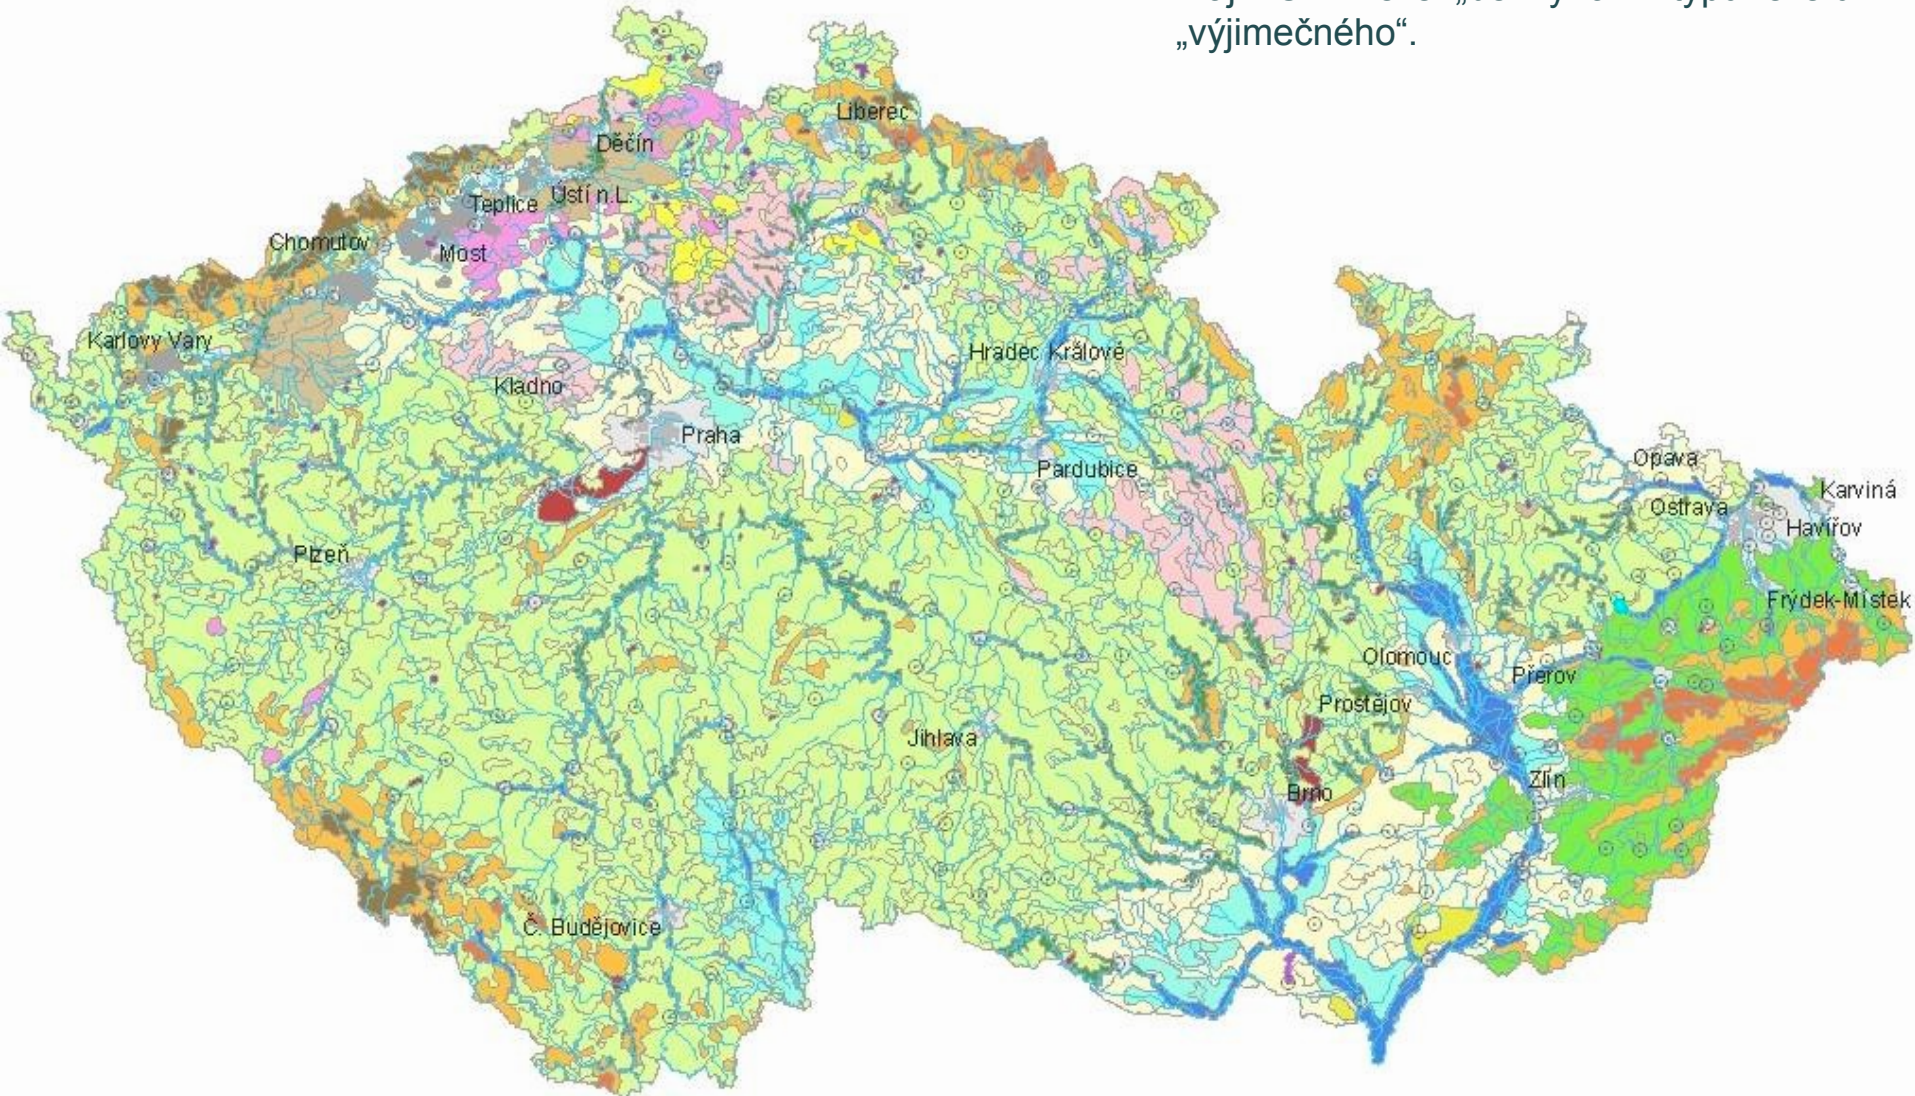 „výjimečného“.
Liberec
Děčín
Ústí n.L.
Teplice
Chomutov
Most
Karlovy Vary
Hradec Králové
Kladno
Praha
Pardubice
Opava
Karviná
Ostrava
Havířov
Plzeň
Frýdek-Místek
Olomouc
Přerov
Prostějov
Jihlava
Zlín
Brno
Č. Budějovice